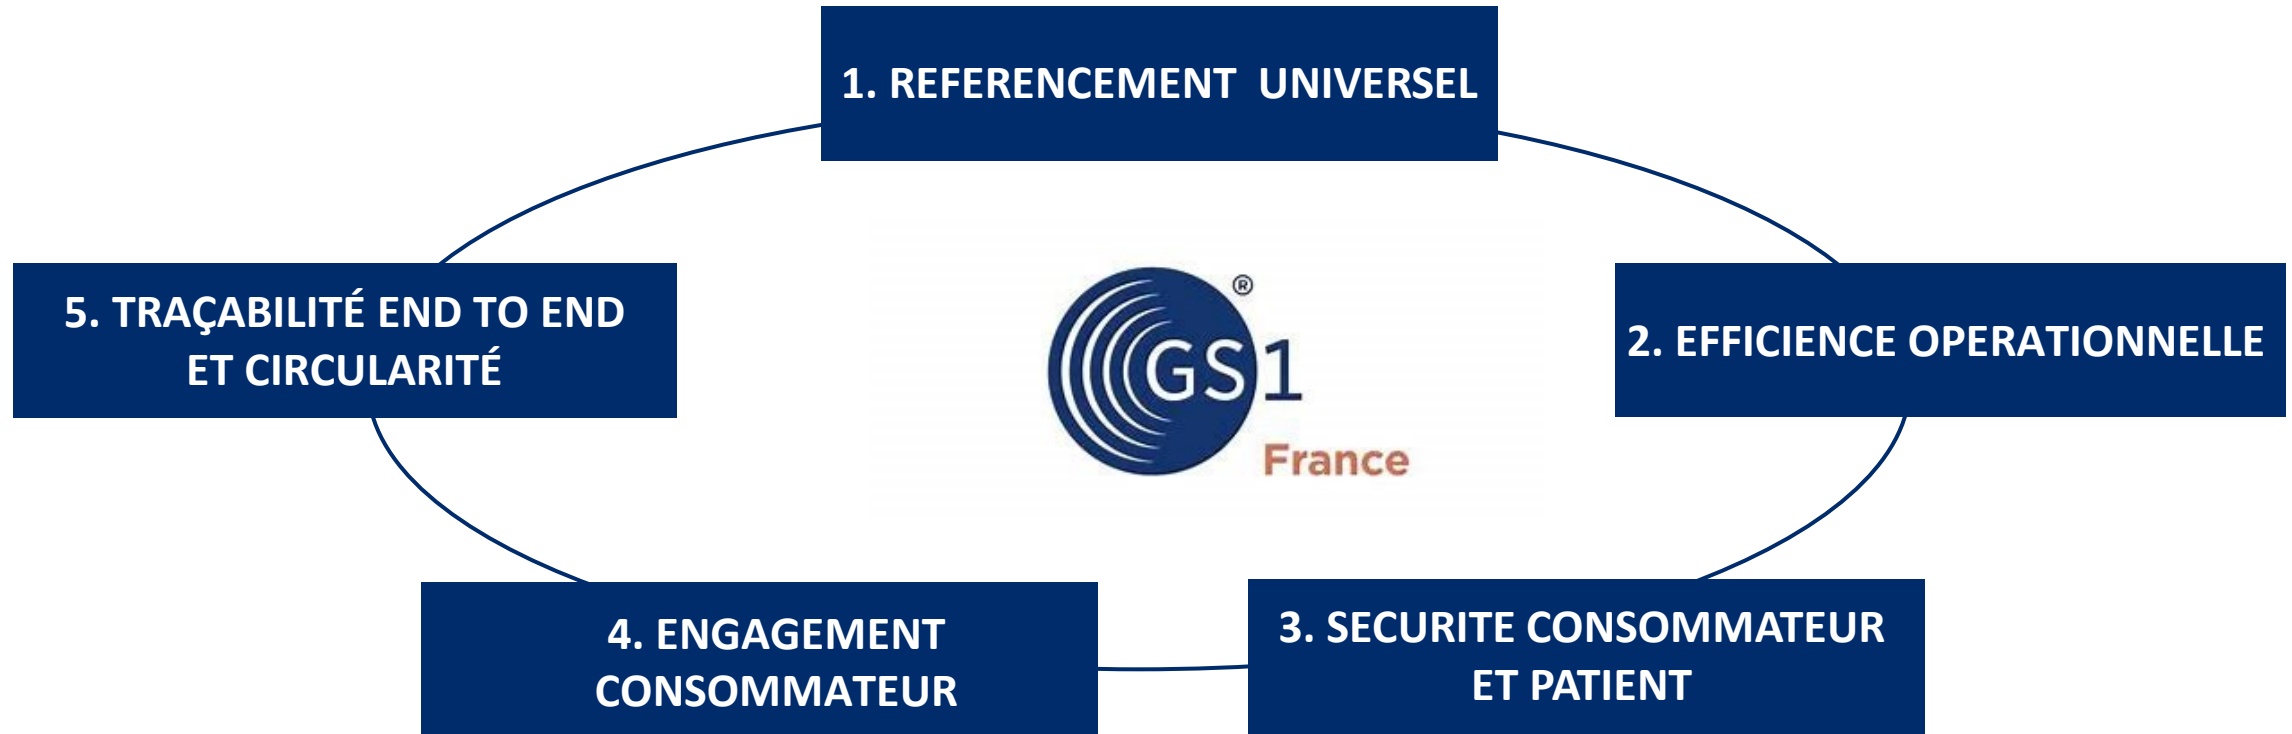 1. REFERENCEMENT UNIVERSEL
2. EFFICIENCE OPERATIONNELLE
3. SECURITE CONSOMMATEUR
ET PATIENT
4. ENGAGEMENT
CONSOMMATEUR
5. TRAÇABILITÉ END TO END
ET CIRCULARITÉ
®
GS1
France